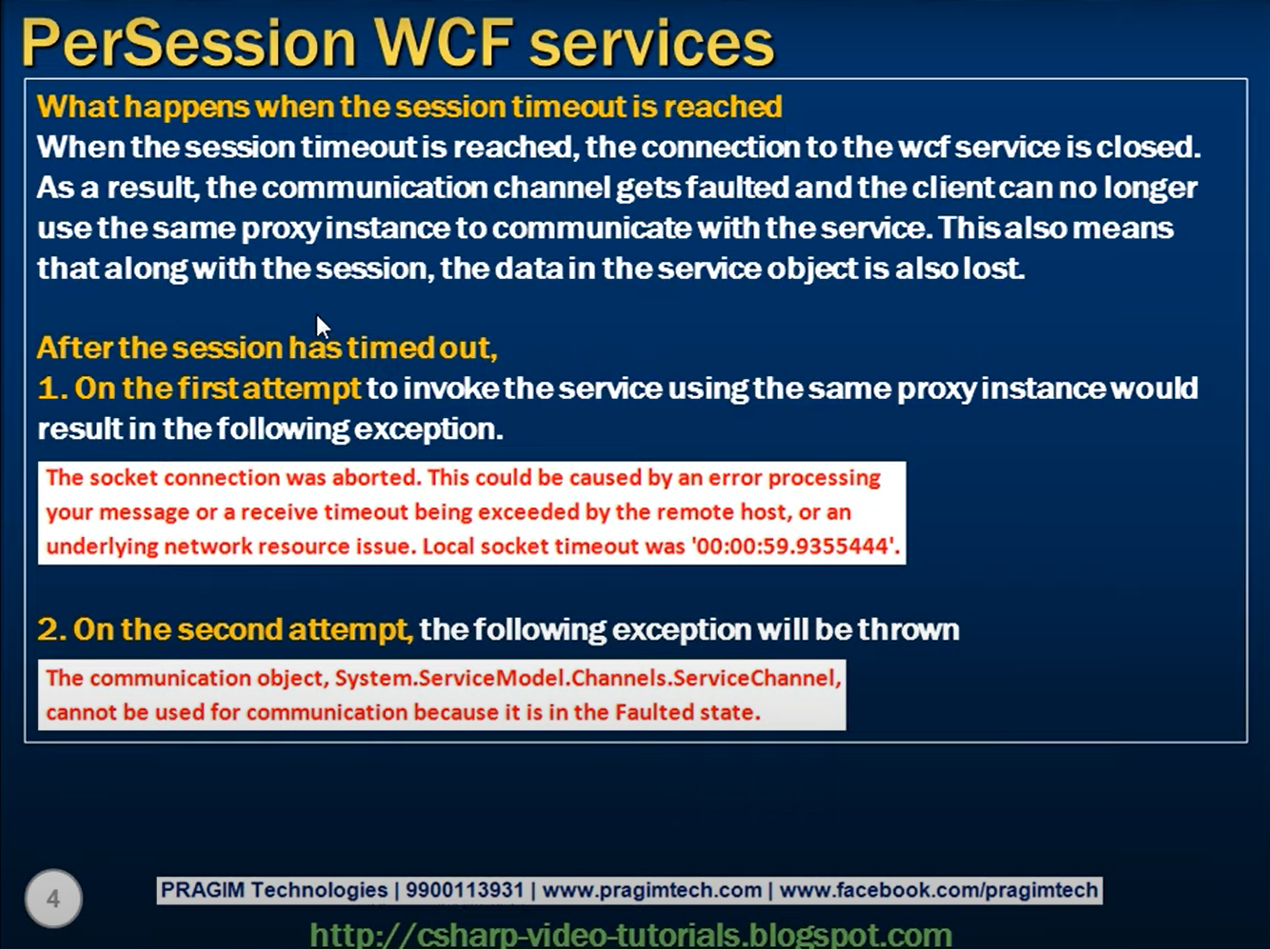 PerSession WCF services
What happens when the session timeout is reached
When the session timeout is reached, the connection to the wcf service is closed.
As a result, the communication channel gets faulted and the client can no longer
use the same proxy instance to communicate with the service. This also means
that along with the session, the data in the service object is also lost.
After the session has timed out,
1. On the first attempt to invoke the service using the same proxy instance would
result in the following exception.
The socket connection was aborted. This could be caused by an error processing
your message or a receive timeout being exceeded by the remote host, or an
underlying network resource issue. Local socket timeout was '00:00:59.9355444'.
2. On the second attempt, the following exception will be thrown
The communication object, System.ServiceModel.Channels.ServiceChannel,
cannot be used for communication because it is in the Faulted state.
4
PRAGIM Technologies | 9900113931 | www.pragimtech.com | www.facebook.com/pragimtech
http://csharp-video-tutorials.blogspot.com